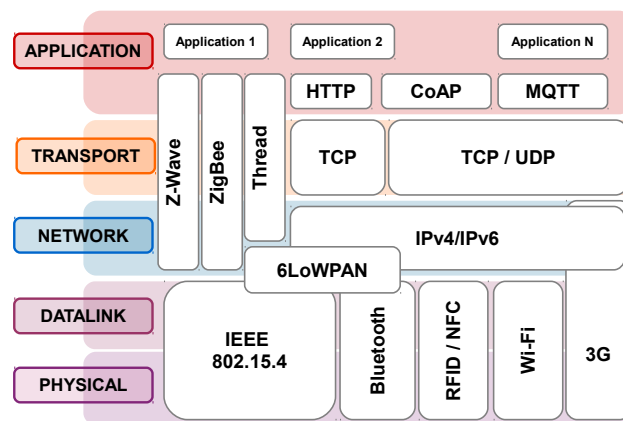 APPLICATION
Application 1
Application 2
Application N
HTTP
CoAP
MQTT
TRANSPORT
Z-Wave
ZigBee
Thread
TCP
TCP / UDP
NETWORK
IPv4/IPv6
6LoWPAN
DATALINK
IEEE
802.15.4
Bluetooth
RFID / NFC
Wi-Fi
3G
PHYSICAL